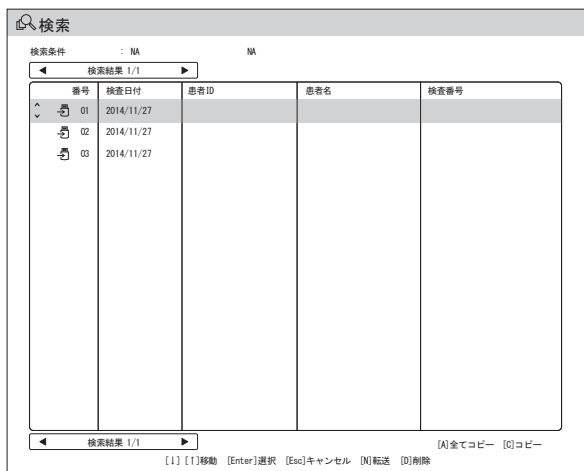 検索
検索条件 : NA NA
◀ 検索結果 1/1 ▶
番号 検査日付 患者ID 患者名 検査番号
01 2014/11/27
02 2014/11/27
03 2014/11/27
◀ 検索結果 1/1 ▶
[A]全てコピー [C]コピー
[↓][↑]移動 [Enter]選択 [Esc]キャンセル [N]転送 [D]削除